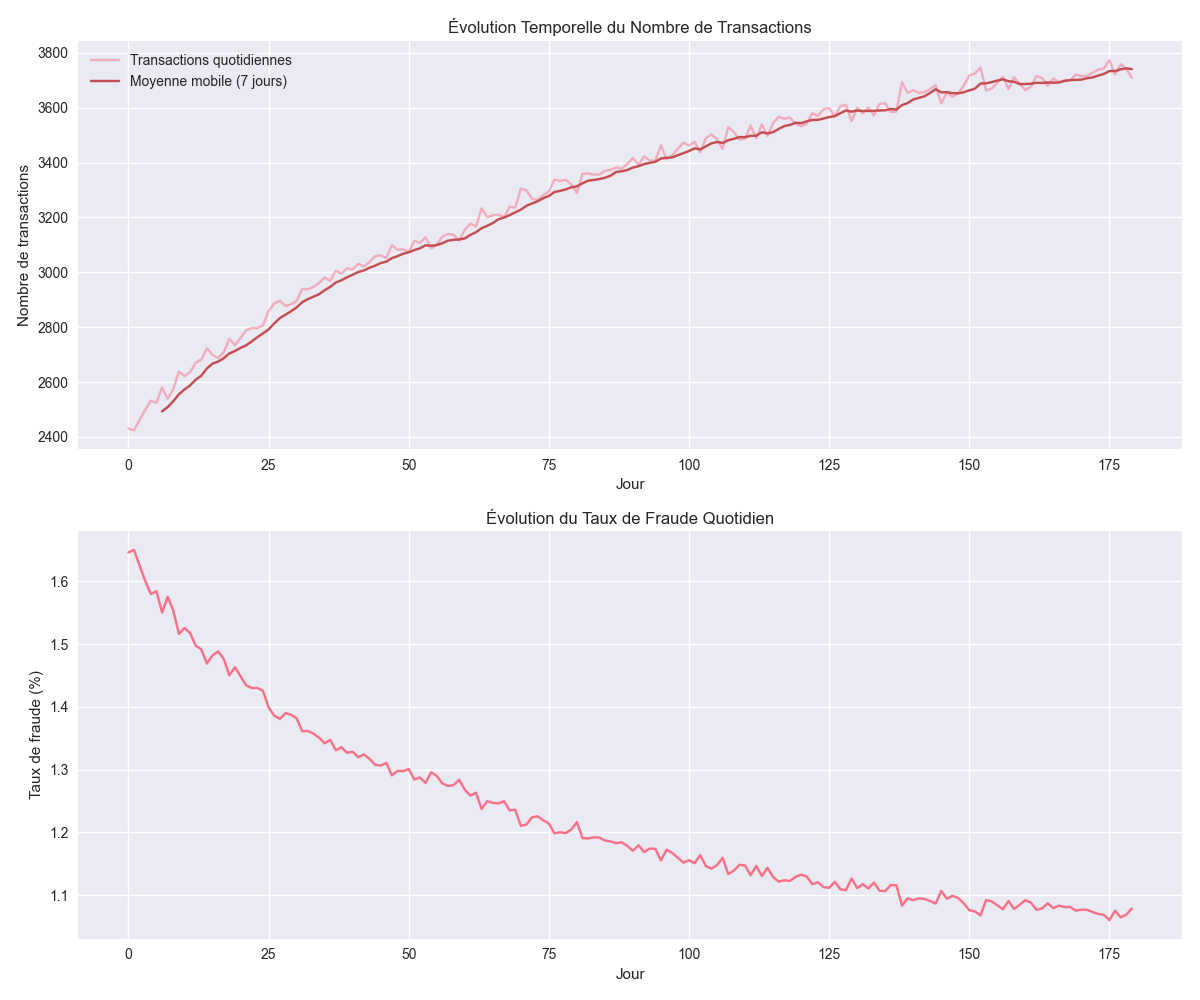 Évolution Temporelle du Nombre de Transactions
Nombre de transactions
3800
3600
3400
3200
3000
2800
2600
2400
Transactions quotidiennes
Moyenne mobile (7 jours)
0 25 50 75 100 125 150 175
Jour
Évolution du Taux de Fraude Quotidien
Taux de fraude (%)
1.6
1.5
1.4
1.3
1.2
1.1
0 25 50 75 100 125 150 175
Jour